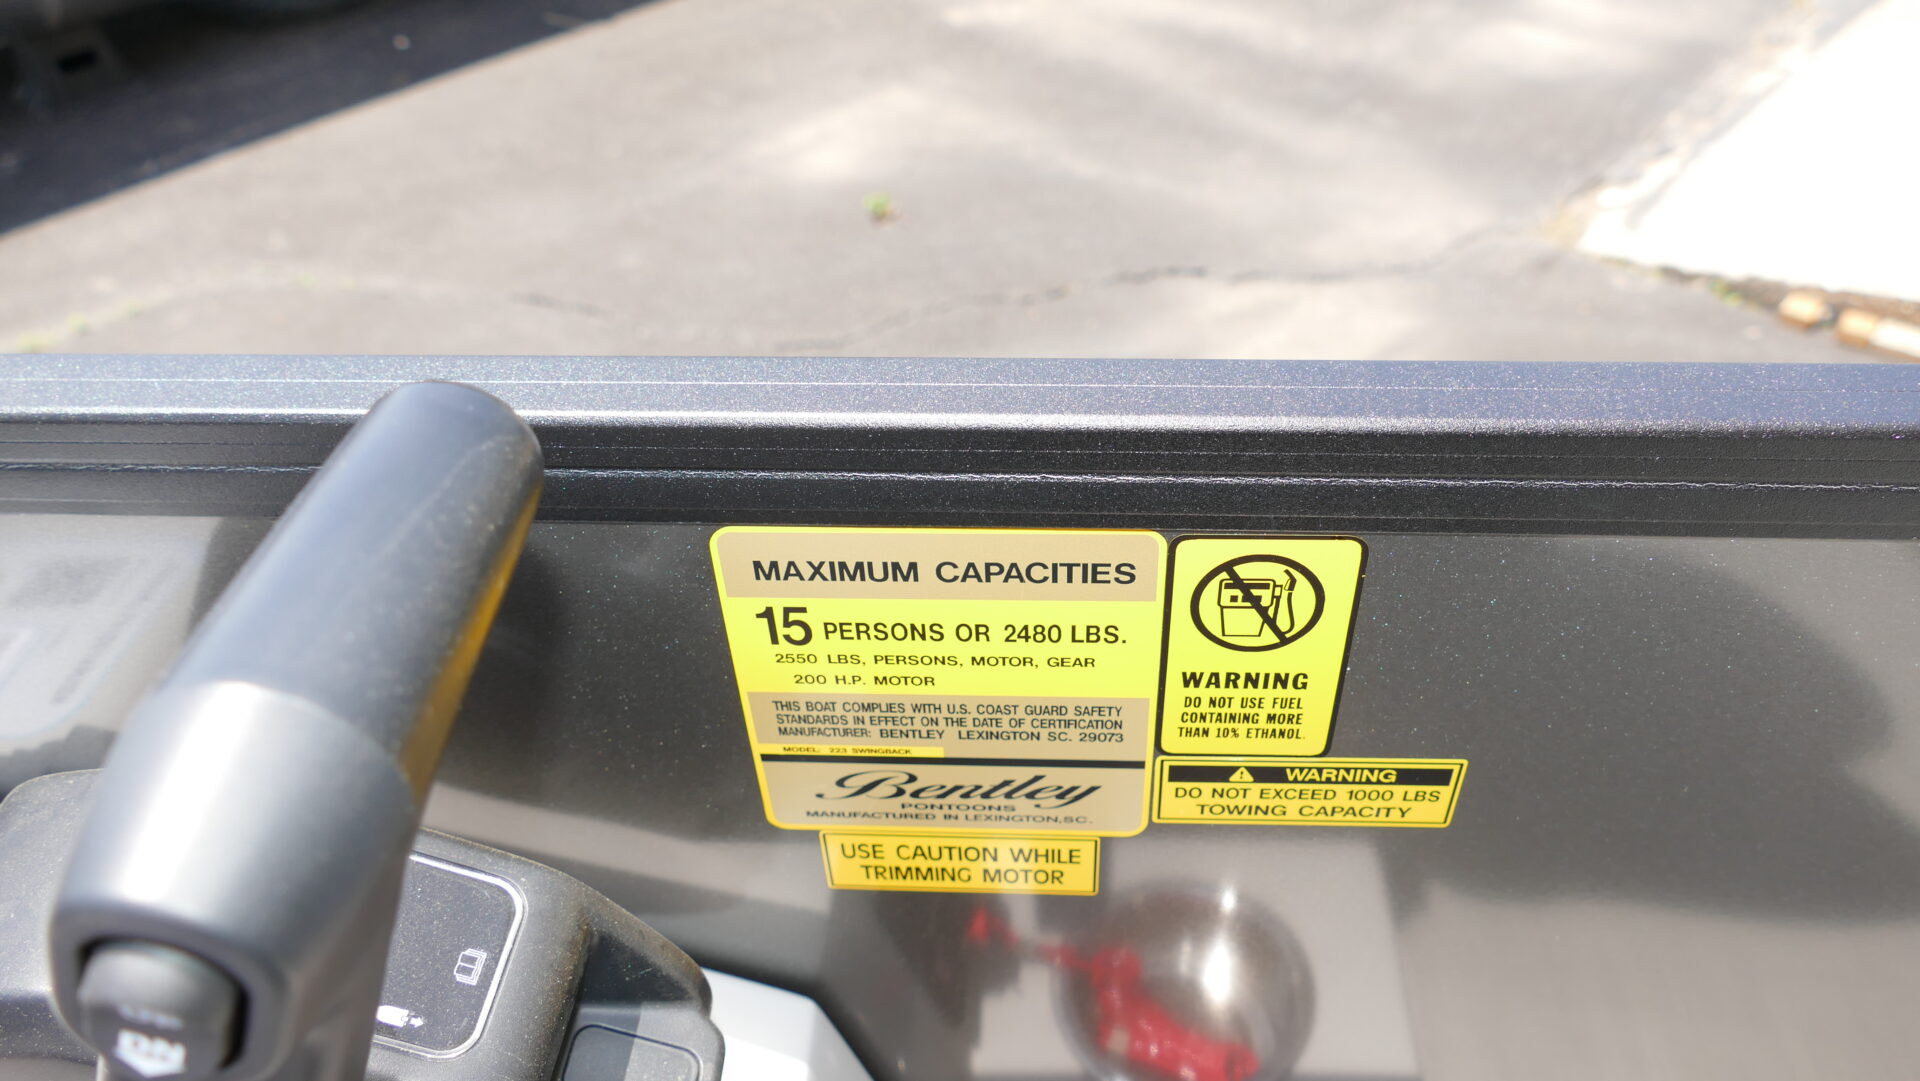 MAXIMUM CAPACITIES
15 PERSONS OR 2480 LBS.
2550 LBS, PERSONS, MOTOR, GEAR
200 H.P. MOTOR
THIS BOAT COMPLIES WITH U.S. COAST GUARD SAFETY
STANDARDS IN EFFECT ON THE DATE OF CERTIFICATION
MANUFACTURER: BENTLEY LEXINGTON SC. 29073
MODEL: 223 SWINGBACK
Bentley
PONTOONS
MANUFACTURED IN LEXINGTON, SC.
WARNING
DO NOT USE FUEL
CONTAINING MORE
THAN 10% ETHANOL.
WARNING
DO NOT EXCEED 1000 LBS
TOWING CAPACITY
USE CAUTION WHILE
TRIMMING MOTOR
DN